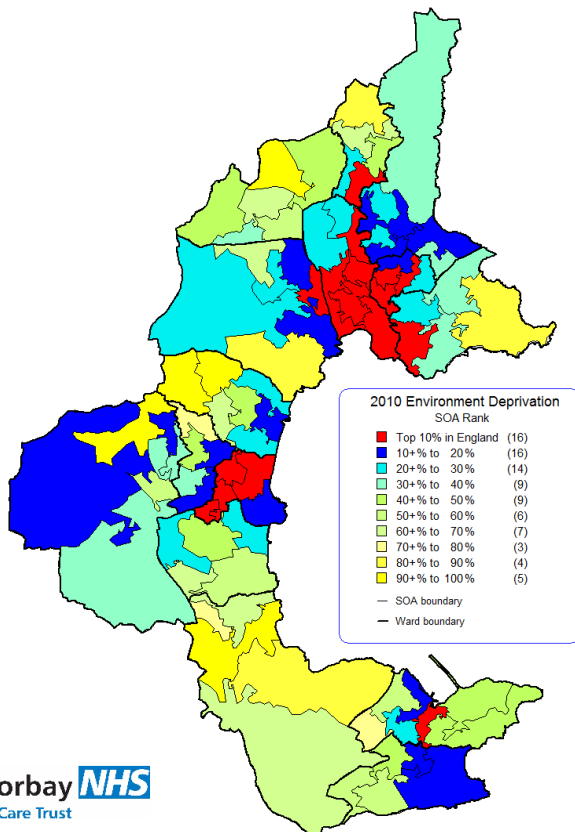 2010 Environment Deprivation
SOA Rank
Top 10% in England (16)
10+% to 20% (16)
20+% to 30% (14)
30+% to 40% (9)
40+% to 50% (9)
50+% to 60% (6)
60+% to 70% (7)
70+% to 80% (3)
80+% to 90% (4)
90+% to 100% (5)
SOA boundary
Ward boundary
orbay NHS
Care Trust